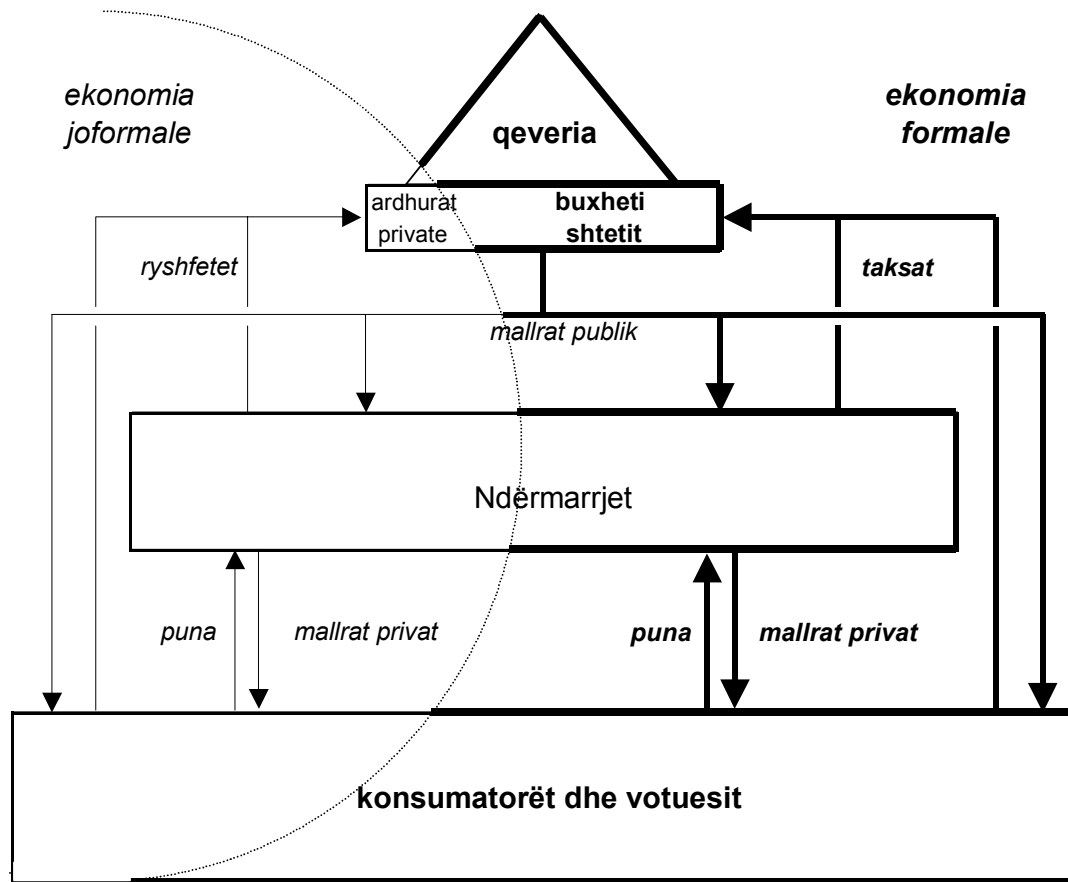 ekonomia
joformale
ekonomia
formale
qeveria
ardhurat
private
buxheti
shtetit
ryshfetet
taksat
mallrat publik
Ndërmarrjet
puna
mallrat privat
puna
mallrat privat
konsumatorët dhe votuesit